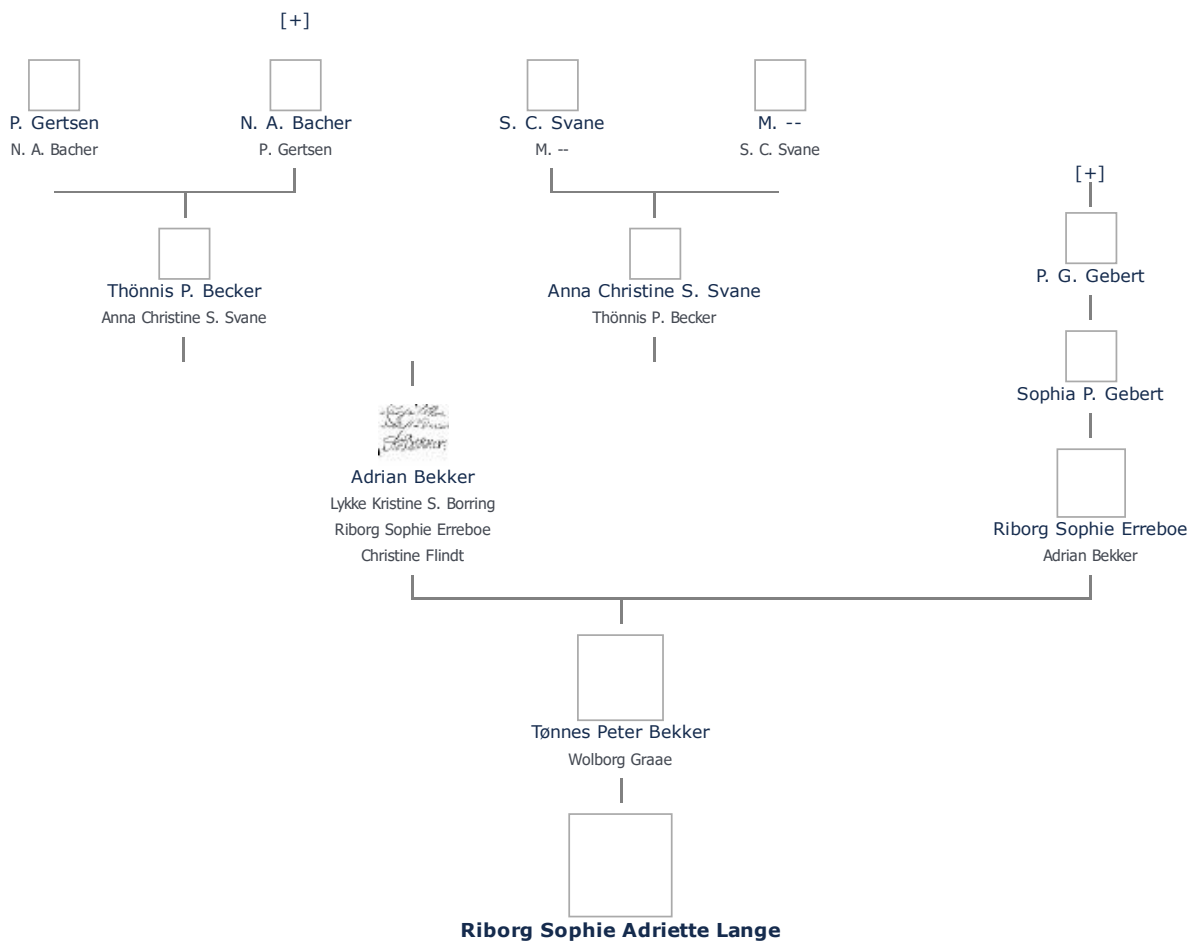 [+]
P. Gertsen
N. A. Bacher
N. A. Bacher
P. Gertsen
S. C. Svane
M. --
M. --
S. C. Svane
[+]
Thönnis P. Becker
Anna Christine S. Svane
Anna Christine S. Svane
Thönnis P. Becker
P. G. Gebert
Sophia P. Gebert
Adrian Bekker
Lykke Kristine S. Borring
Riborg Sophie Erreboe
Christine Flindt
Riborg Sophie Erreboe
Adrian Bekker
Tønnes Peter Bekker
Wolborg Graae
Riborg Sophie Adriette Lange